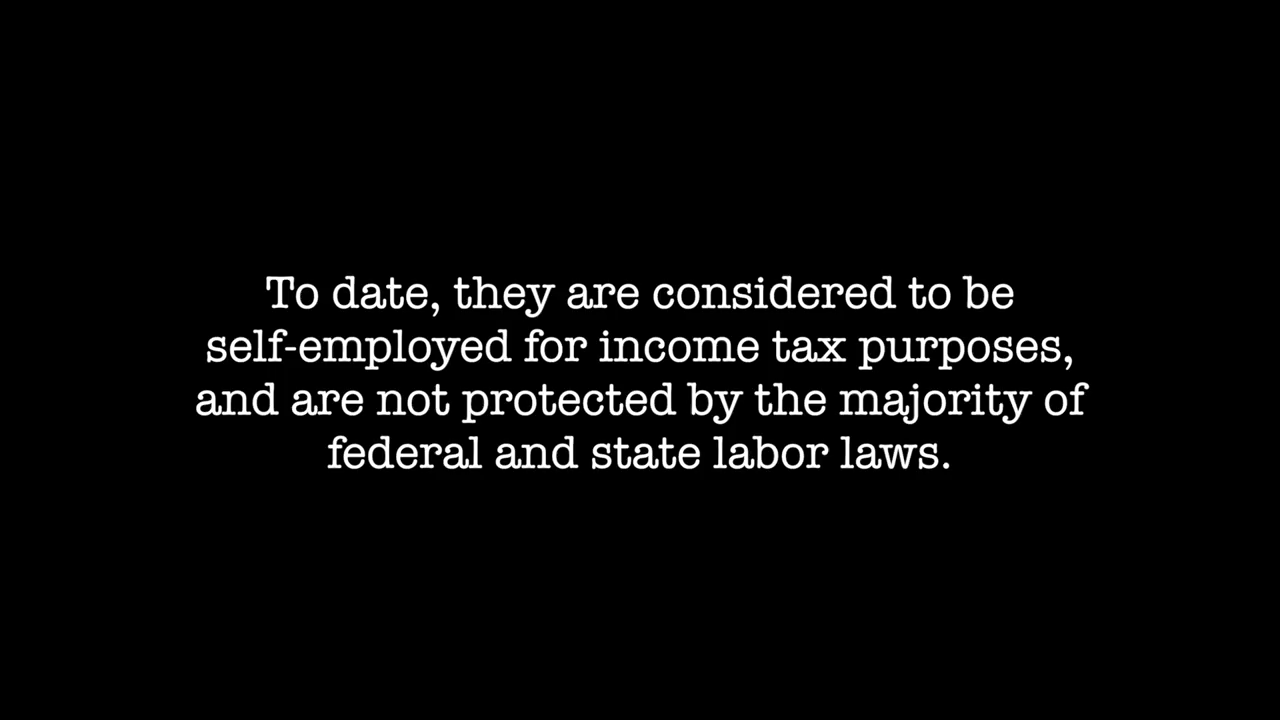 To date, they are considered to be
self-employed for income tax purposes,
and are not protected by the majority of
federal and state labor laws.